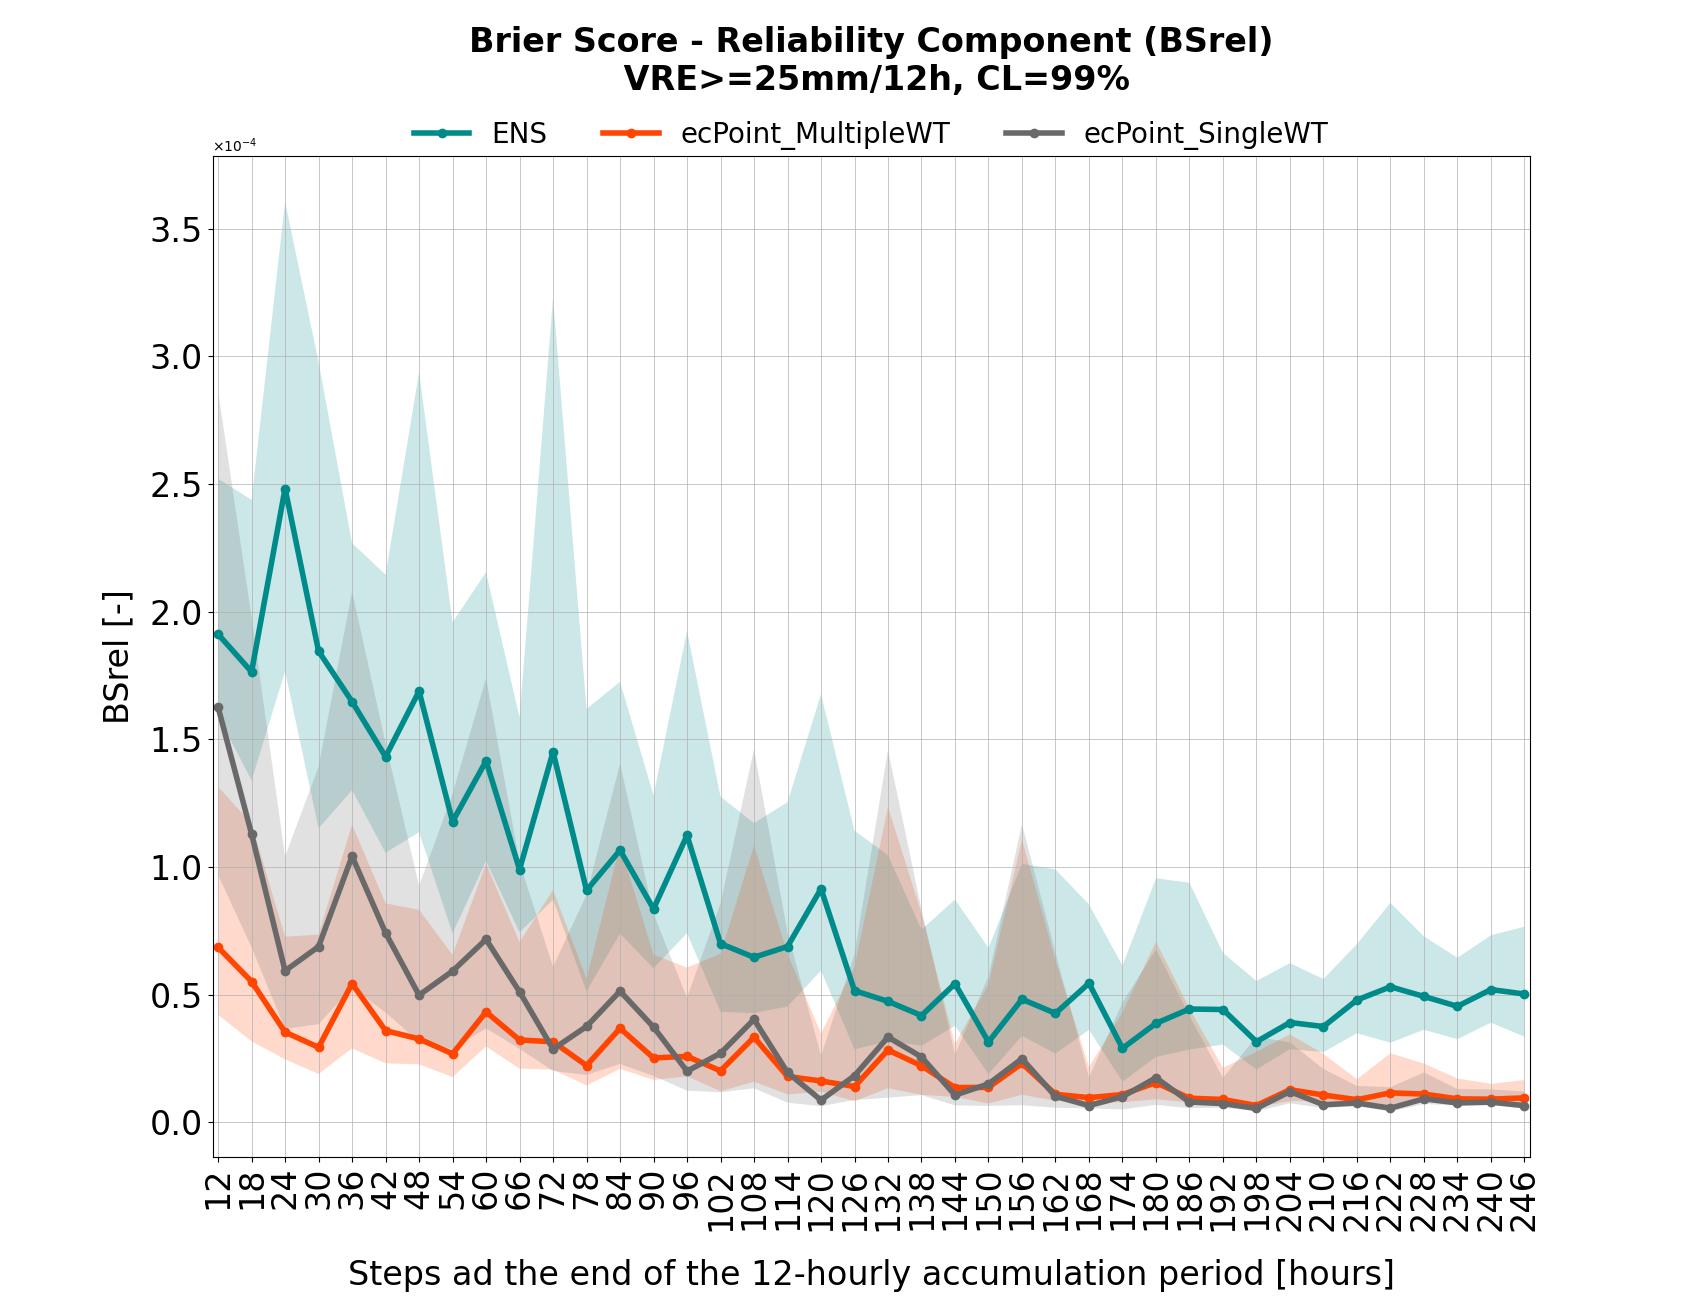 Brier Score - Reliability Component (BSrel)
VRE>=25mm/12h, CL=99%
ENS ecPoint_MultipleWT ecPoint_SingleWT
×10⁻⁴
3.5
3.0
2.5
2.0
1.5
1.0
0.5
0.0
BSrel [-]
12 18 24 30 36 42 48 54 60 66 72 78 84 90 96 102 108 114 120 126 132 138 144 150 156 162 168 174 180 186 192 198 204 210 216 222 228 234 240 246
Steps ad the end of the 12-hourly accumulation period [hours]